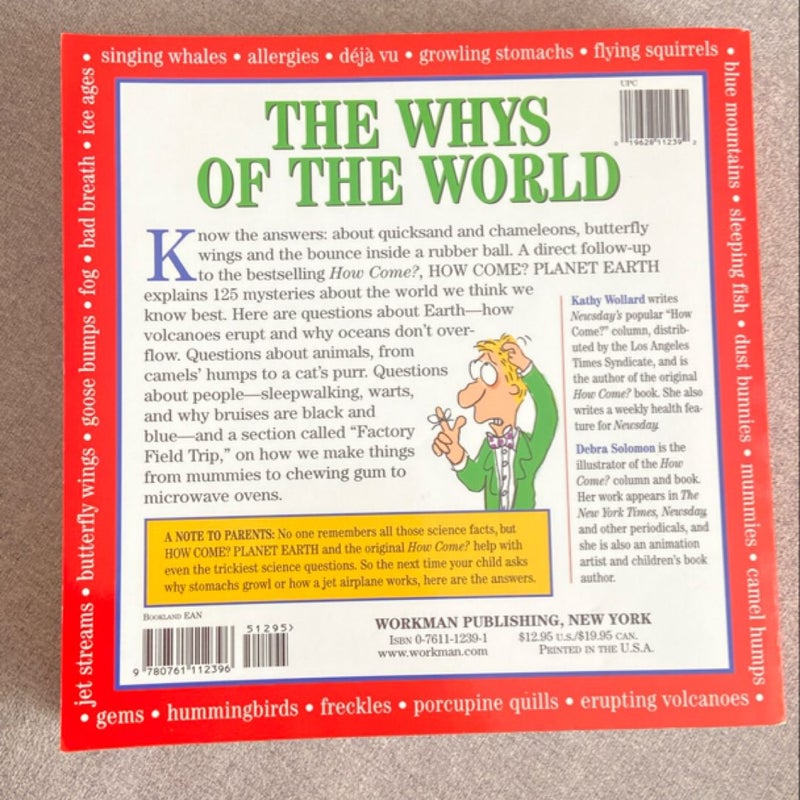 singing whales • allergies • déjà vu • growling stomachs • flying squirrels •
blue mountains • sleeping fish • dust bunnies • mummies • camel humps
• jet streams • butterfly wings • goose bumps • fog • bad breath • ice ages •
UPC
0 19628 11239 2
THE WHYS
OF THE WORLD
Know the answers: about quicksand and chameleons, butterfly
wings and the bounce inside a rubber ball. A direct follow-up
to the bestselling How Come?, HOW COME? PLANET EARTH
explains 125 mysteries about the world we think we
know best. Here are questions about Earth—how
volcanoes erupt and why oceans don't over-
flow. Questions about animals, from
camels' humps to a cat's purr. Questions
about people—sleepwalking, warts,
and why bruises are black and
blue—and a section called “Factory
Field Trip,” on how we make things
from mummies to chewing gum to
microwave ovens.
Kathy Wollard writes
Newsday's popular “How
Come?” column, distrib-
uted by the Los Angeles
Times Syndicate, and is
the author of the original
How Come? book. She also
writes a weekly health fea-
ture for Newsday.
Debra Solomon is the
illustrator of the How
Come? column and book.
Her work appears in The
New York Times, Newsday,
and other periodicals, and
she is also an animation
artist and children's book
author.
A NOTE TO PARENTS: No one remembers all those science facts, but
HOW COME? PLANET EARTH and the original How Come? help with
even the trickiest science questions. So the next time your child asks
why stomachs growl or how a jet airplane works, here are the answers.
BOOKLAND EAN
51295>
9 780761 112396
WORKMAN PUBLISHING, NEW YORK
ISBN 0-7611-1239-1 $12.95 U.S./$19.95 CAN.
www.workman.com PRINTED IN THE U.S.A.
• gems • hummingbirds • freckles • porcupine quills • erupting volcanoes •